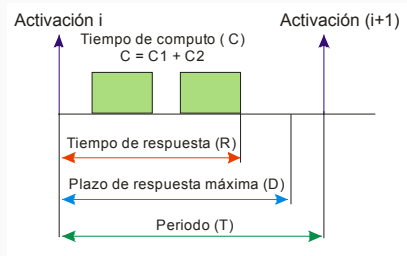 Activación i
Activación (i+1)
Tiempo de computo ( C)
C = C1 + C2
Tiempo de respuesta (R)
Plazo de respuesta máxima (D)
Periodo (T)